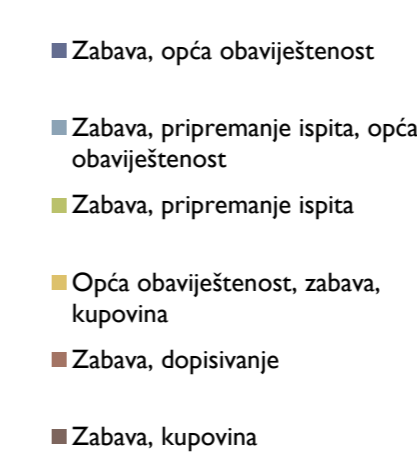 Zabava, opća obaviještenost
Zabava, pripremanje ispita, opća
obaviještenost
Zabava, pripremanje ispita
Opća obaviještenost, zabava,
kupovina
Zabava, dopisivanje
Zabava, kupovina